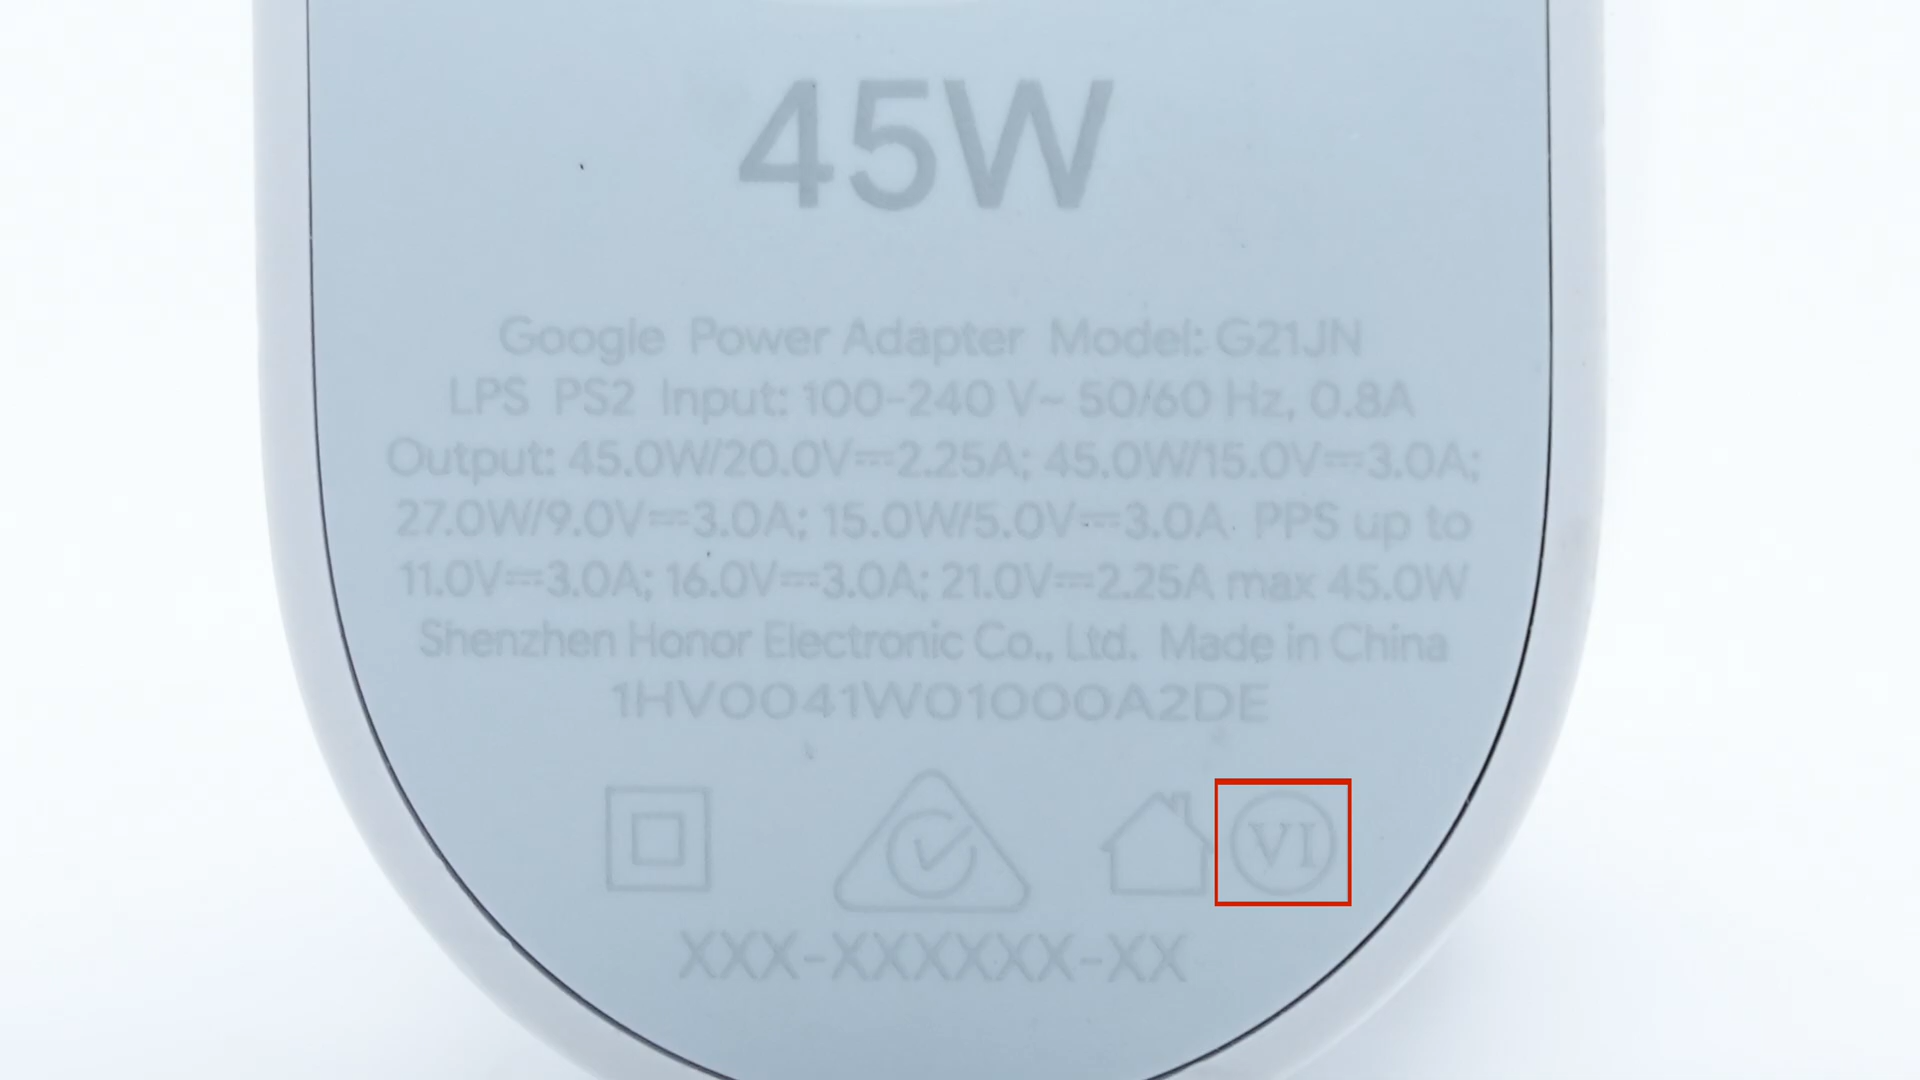 45W
Google Power Adapter Model: G21JN
LPS PS2 Input: 100-240 V~ 50/60 Hz, 0.8A
Output: 45.0W/20.0V⎓2.25A; 45.0W/15.0V⎓3.0A;
27.0W/9.0V⎓3.0A; 15.0W/5.0V⎓3.0A PPS up to
11.0V⎓3.0A; 16.0V⎓3.0A; 21.0V⎓2.25A max 45.0W
Shenzhen Honor Electronic Co., Ltd. Made in China
1HV0041W01000A2DE
VI
XXX-XXXXXX-XX